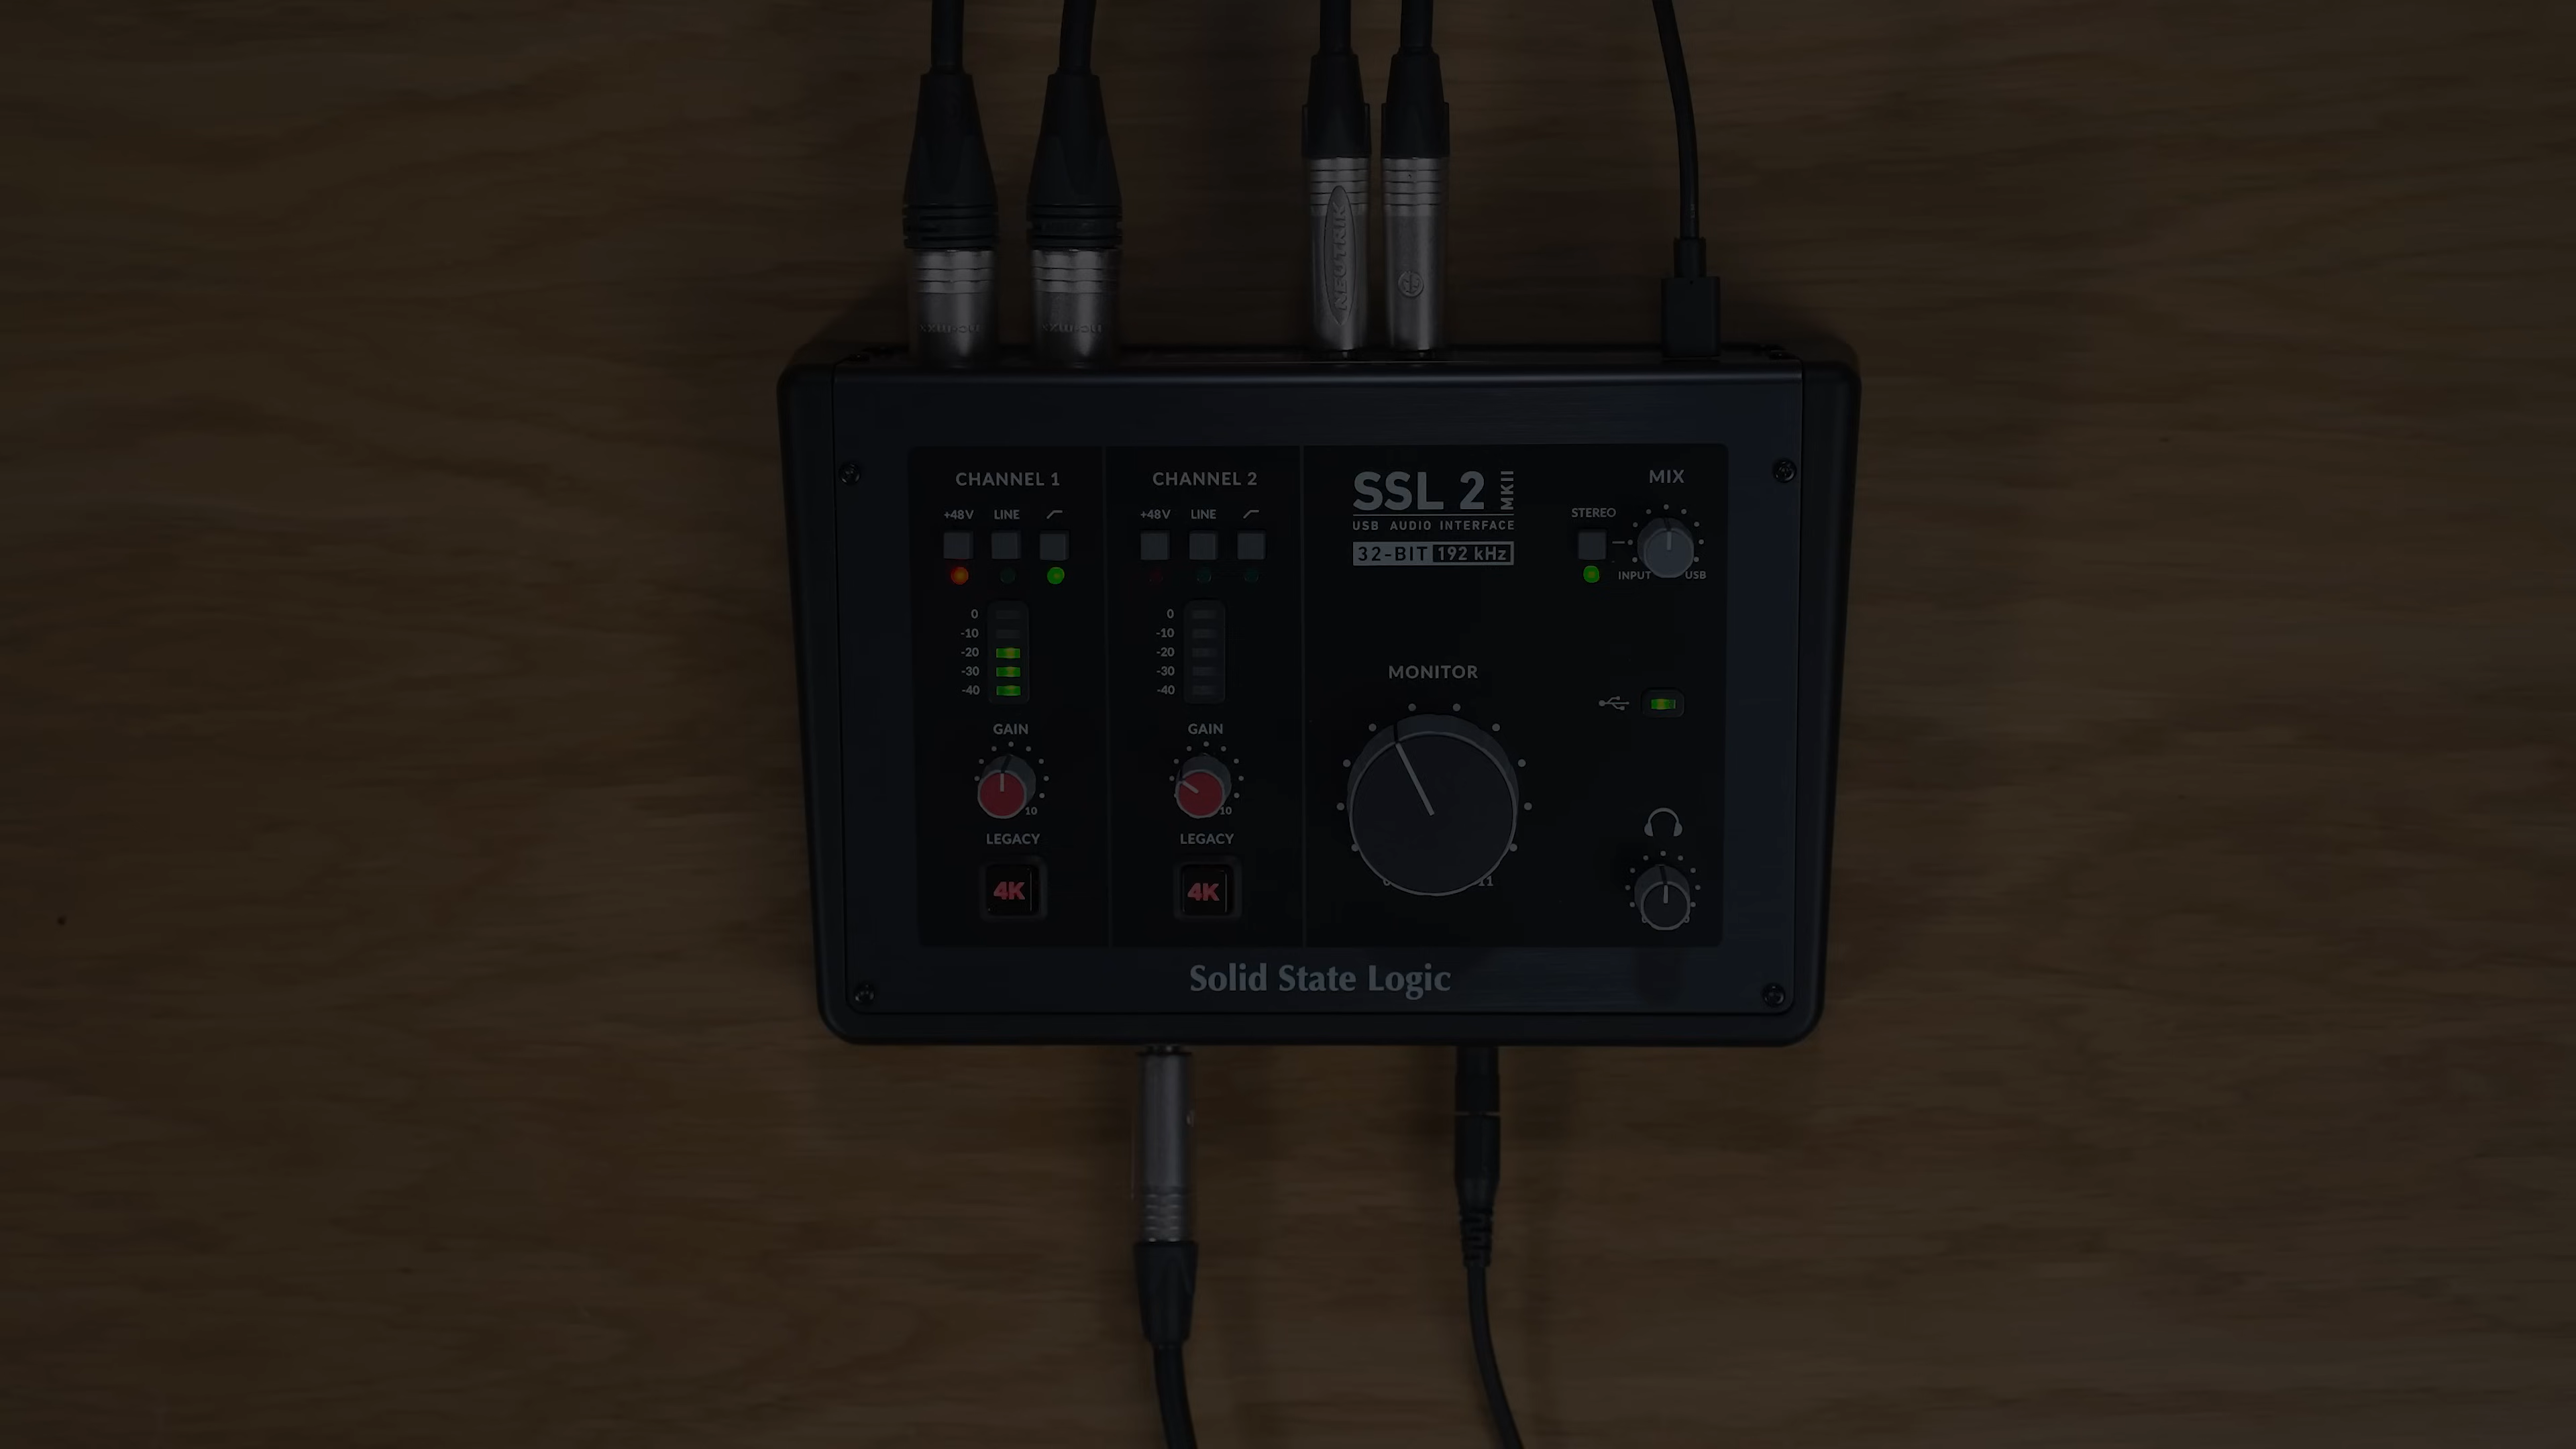 NEUTRIK
CHANNEL 1
+48V LINE
0
-10
-20
-30
-40
GAIN
10
LEGACY
4K
CHANNEL 2
+48V LINE
0
-10
-20
-30
-40
GAIN
10
LEGACY
4K
SSL 2 MKII
USB AUDIO INTERFACE
32-BIT 192 kHz
MIX
STEREO
INPUT USB
MONITOR
11
Solid State Logic